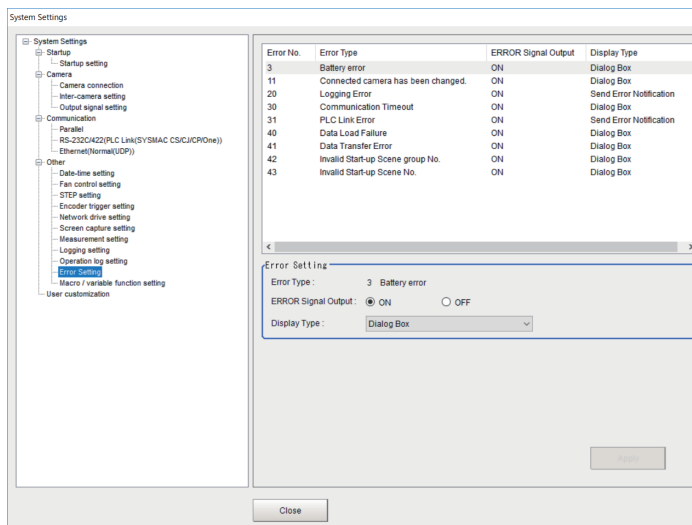 System Settings
System Settings
Startup
Startup setting
Camera
Camera connection
Inter-camera setting
Output signal setting
Communication
Parallel
RS-232C/422(PLC Link(SYSMAC CS/CJ/CP/One))
Ethernet(Normal(UDP))
Other
Date-time setting
Fan control setting
STEP setting
Encoder trigger setting
Network drive setting
Screen capture setting
Measurement setting
Logging setting
Operation log setting
Error Setting
Macro / variable function setting
User customization
Error No. Error Type ERROR Signal Output Display Type
3 Battery error ON Dialog Box
11 Connected camera has been changed. ON Dialog Box
20 Logging Error ON Send Error Notification
30 Communication Timeout ON Dialog Box
31 PLC Link Error ON Send Error Notification
40 Data Load Failure ON Dialog Box
41 Data Transfer Error ON Dialog Box
42 Invalid Start-up Scene group No. ON Dialog Box
43 Invalid Start-up Scene No. ON Dialog Box
Error Setting
Error Type : 3 Battery error
ERROR Signal Output : ON OFF
Display Type : Dialog Box
Apply
Close